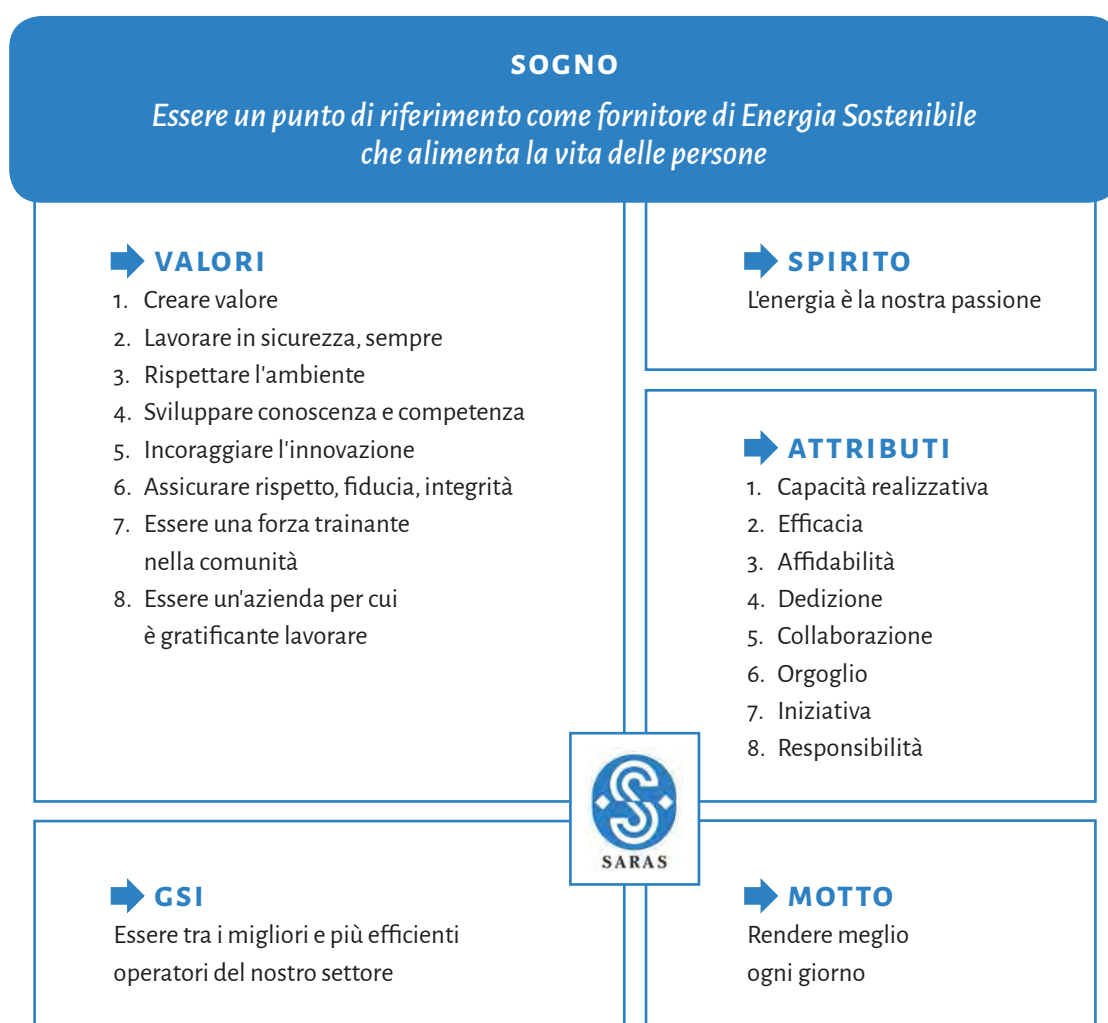 SOGNO
Essere un punto di riferimento come fornitore di Energia Sostenibile
che alimenta la vita delle persone
VALORI
1. Creare valore
2. Lavorare in sicurezza, sempre
3. Rispettare l'ambiente
4. Sviluppare conoscenza e competenza
5. Incoraggiare l'innovazione
6. Assicurare rispetto, fiducia, integrità
7. Essere una forza trainante
nella comunità
8. Essere un'azienda per cui
è gratificante lavorare
SPIRITO
L'energia è la nostra passione
ATTRIBUTI
1. Capacità realizzativa
2. Efficacia
3. Affidabilità
4. Dedizione
5. Collaborazione
6. Orgoglio
7. Iniziativa
8. Responsibilità
SARAS
GSI
Essere tra i migliori e più efficienti
operatori del nostro settore
MOTTO
Rendere meglio
ogni giorno